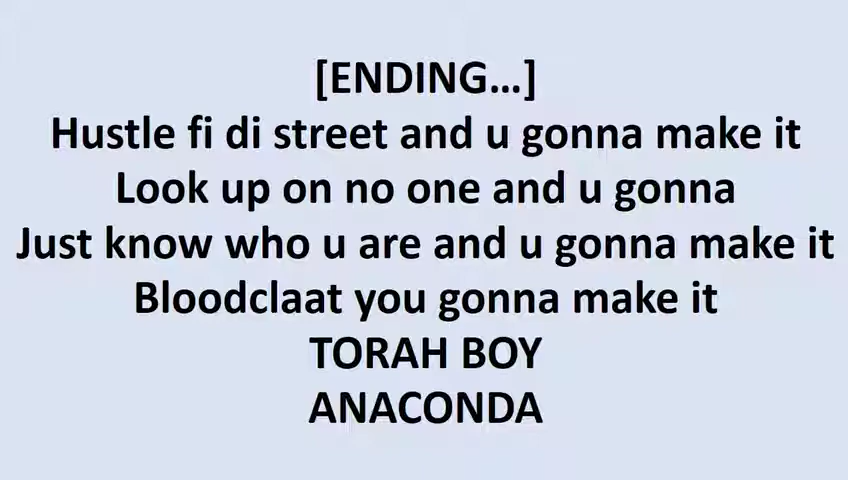 [ENDING...]
Hustle fi di street and u gonna make it
Look up on no one and u gonna
Just know who u are and u gonna make it
Bloodclaat you gonna make it
TORAH BOY
ANACONDA